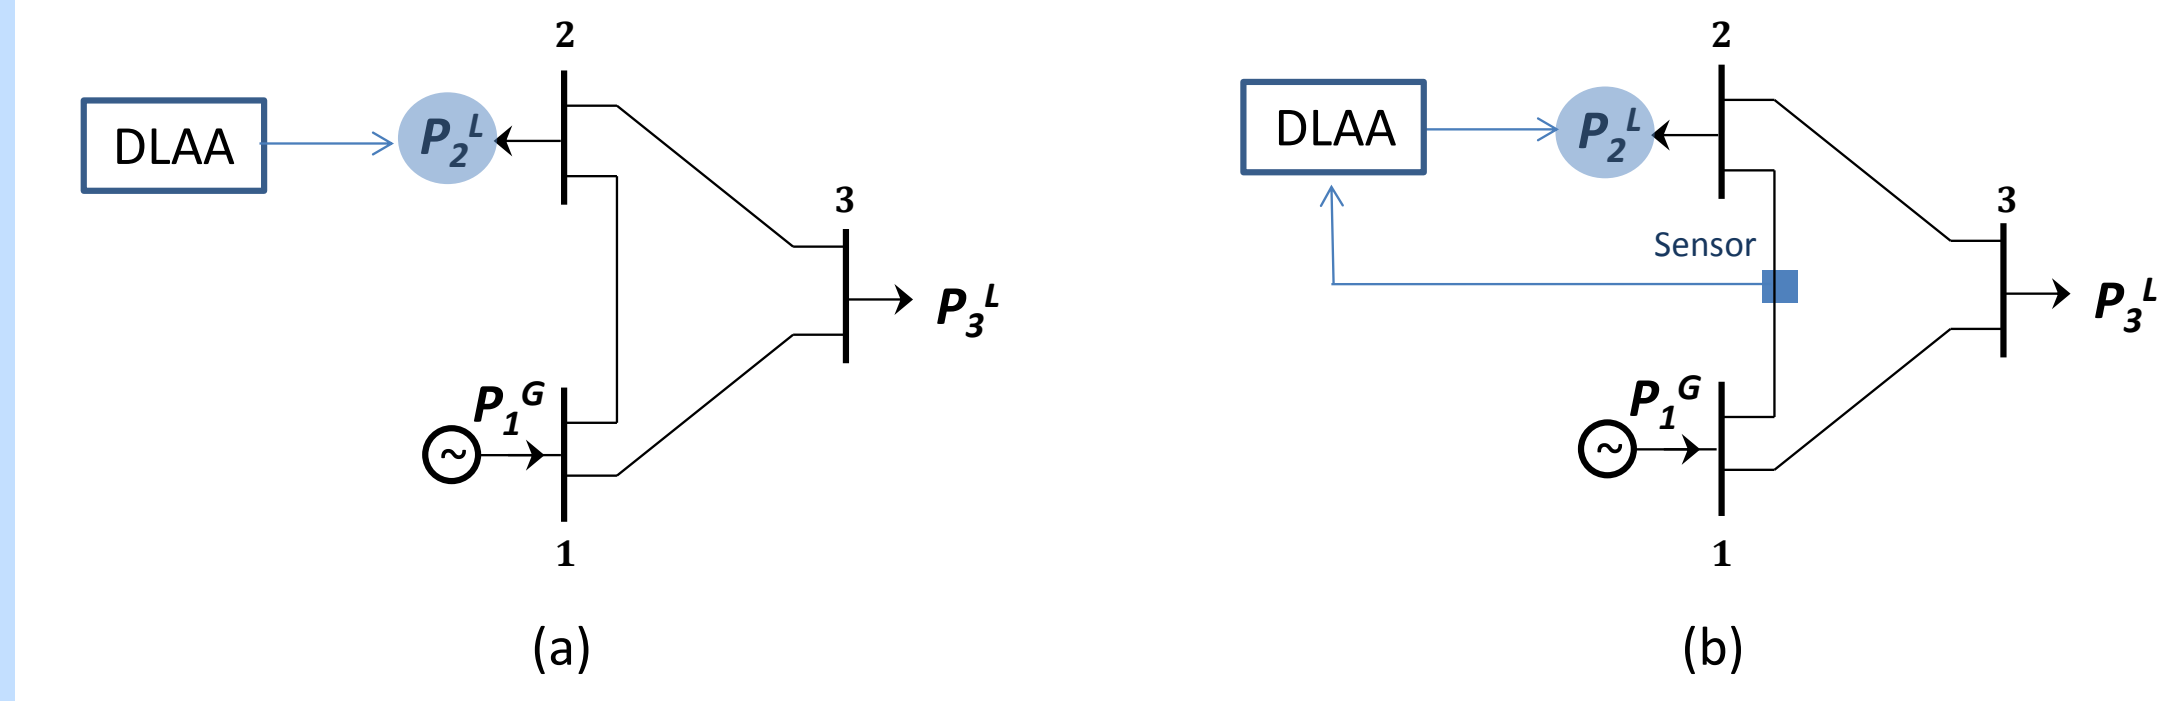 2
DLAA
P₂ᴸ
3
P₃ᴸ
P₁ᴳ
~
1
(a)
2
DLAA
P₂ᴸ
3
Sensor
P₃ᴸ
P₁ᴳ
~
1
(b)